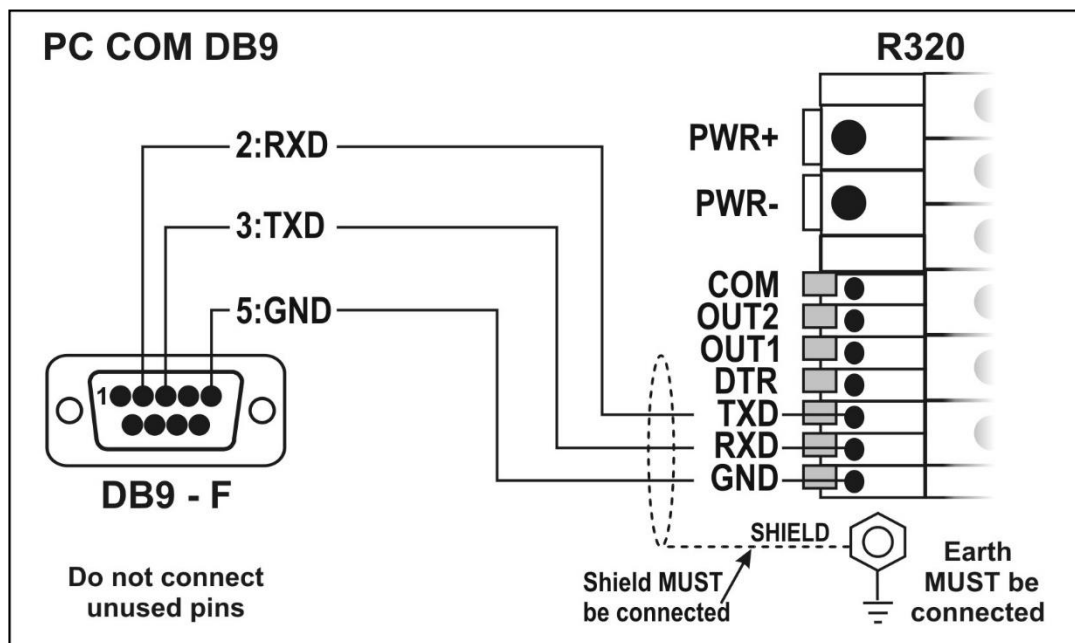 PC COM DB9
R320
2:RXD
3:TXD
5:GND
1
DB9 - F
Do not connect
unused pins
PWR+
PWR-
COM
OUT2
OUT1
DTR
TXD
RXD
GND
SHIELD
Shield MUST
be connected
Earth
MUST be
connected